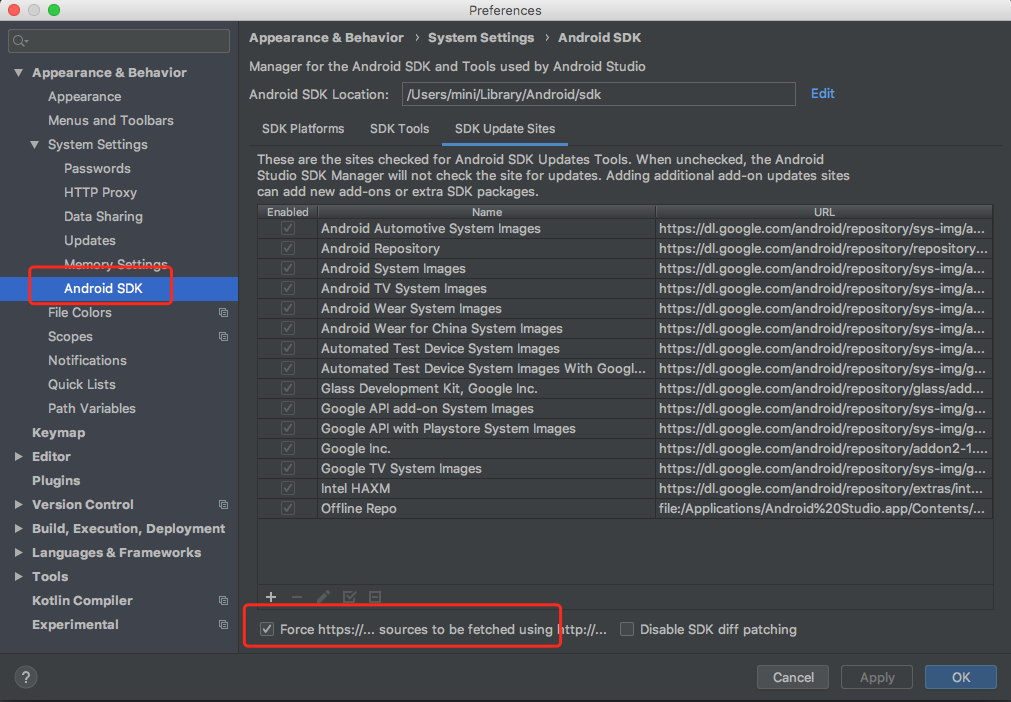 Preferences
Appearance & Behavior › System Settings › Android SDK
Manager for the Android SDK and Tools used by Android Studio
Android SDK Location: /Users/mini/Library/Android/sdk Edit
SDK Platforms SDK Tools SDK Update Sites
These are the sites checked for Android SDK Updates Tools. When unchecked, the Android
Studio SDK Manager will not check the site for updates. Adding additional add-on updates sites
can add new add-ons or extra SDK packages.
Enabled Name URL
Android Automotive System Images https://dl.google.com/android/repository/sys-img/a...
Android Repository https://dl.google.com/android/repository/repository...
Android System Images https://dl.google.com/android/repository/sys-img/a...
Android TV System Images https://dl.google.com/android/repository/sys-img/a...
Android Wear System Images https://dl.google.com/android/repository/sys-img/a...
Android Wear for China System Images https://dl.google.com/android/repository/sys-img/a...
Automated Test Device System Images https://dl.google.com/android/repository/sys-img/a...
Automated Test Device System Images With Googl... https://dl.google.com/android/repository/sys-img/g...
Glass Development Kit, Google Inc. https://dl.google.com/android/repository/glass/add...
Google API add-on System Images https://dl.google.com/android/repository/sys-img/g...
Google API with Playstore System Images https://dl.google.com/android/repository/sys-img/g...
Google Inc. https://dl.google.com/android/repository/addon2-1....
Google TV System Images https://dl.google.com/android/repository/sys-img/g...
Intel HAXM https://dl.google.com/android/repository/extras/int...
Offline Repo file:/Applications/Android%20Studio.app/Contents/...
Force https://... sources to be fetched using http://... Disable SDK diff patching
Appearance & Behavior
Appearance
Menus and Toolbars
System Settings
Passwords
HTTP Proxy
Data Sharing
Updates
Memory Settings
Android SDK
File Colors
Scopes
Notifications
Quick Lists
Path Variables
Keymap
Editor
Plugins
Version Control
Build, Execution, Deployment
Languages & Frameworks
Tools
Kotlin Compiler
Experimental
? Cancel Apply OK